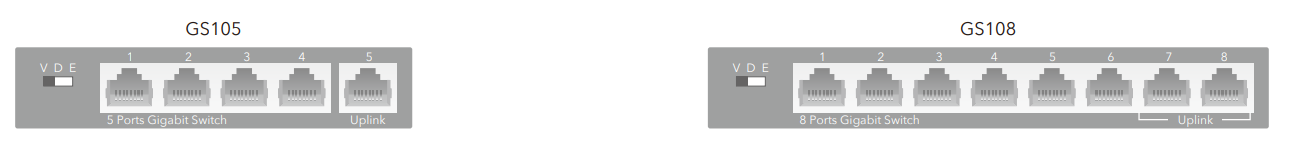 GS105
V D E
1 2 3 4 5
5 Ports Gigabit Switch
Uplink
GS108
V D E
1 2 3 4 5 6 7 8
8 Ports Gigabit Switch
Uplink